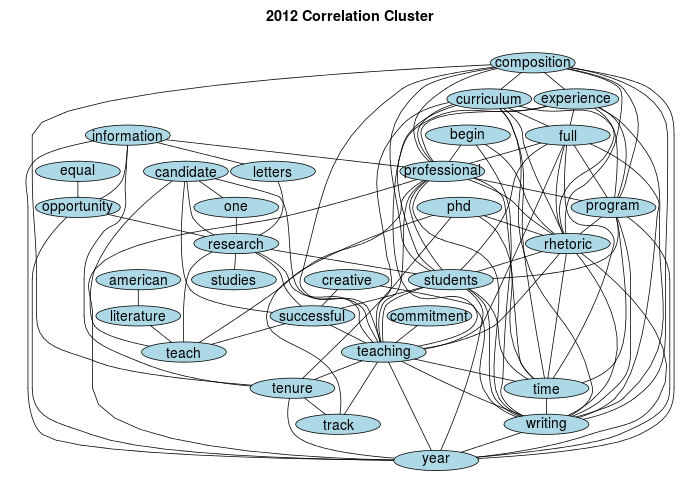 2012 Correlation Cluster
composition
curriculum
experience
information
begin
full
equal
candidate
letters
professional
opportunity
one
phd
program
research
rhetoric
american
studies
creative
students
literature
successful
commitment
teach
teaching
tenure
time
track
writing
year